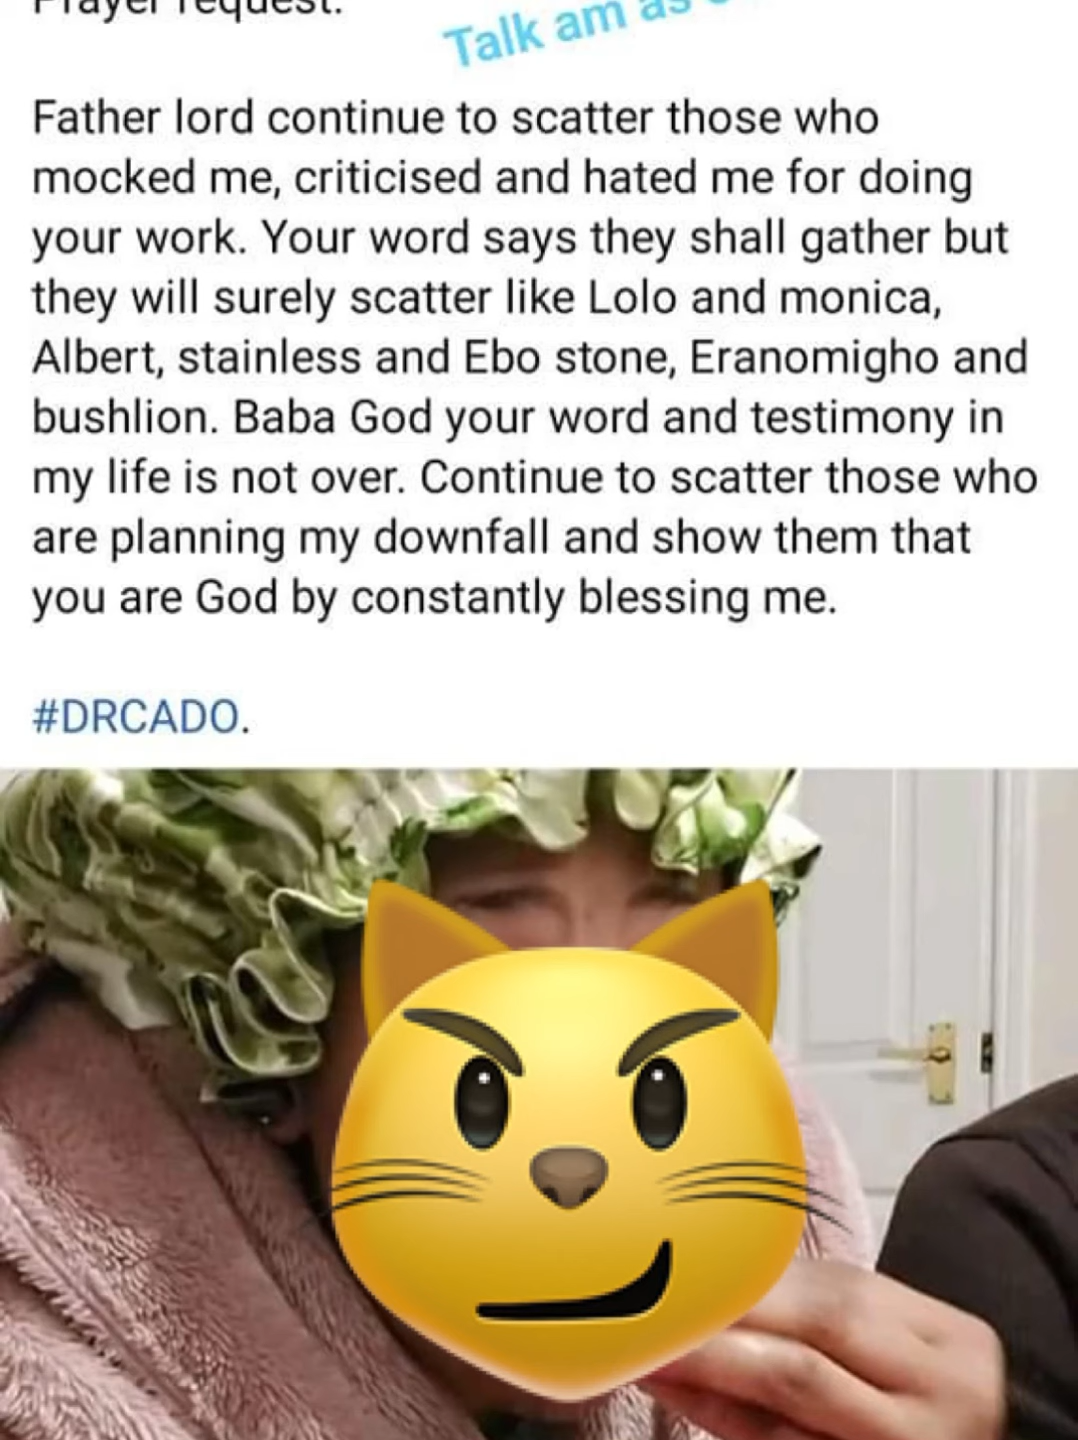 Prayer request.
Talk am as
Father lord continue to scatter those who
mocked me, criticised and hated me for doing
your work. Your word says they shall gather but
they will surely scatter like Lolo and monica,
Albert, stainless and Ebo stone, Eranomigho and
bushlion. Baba God your word and testimony in
my life is not over. Continue to scatter those who
are planning my downfall and show them that
you are God by constantly blessing me.
#DRCADO.